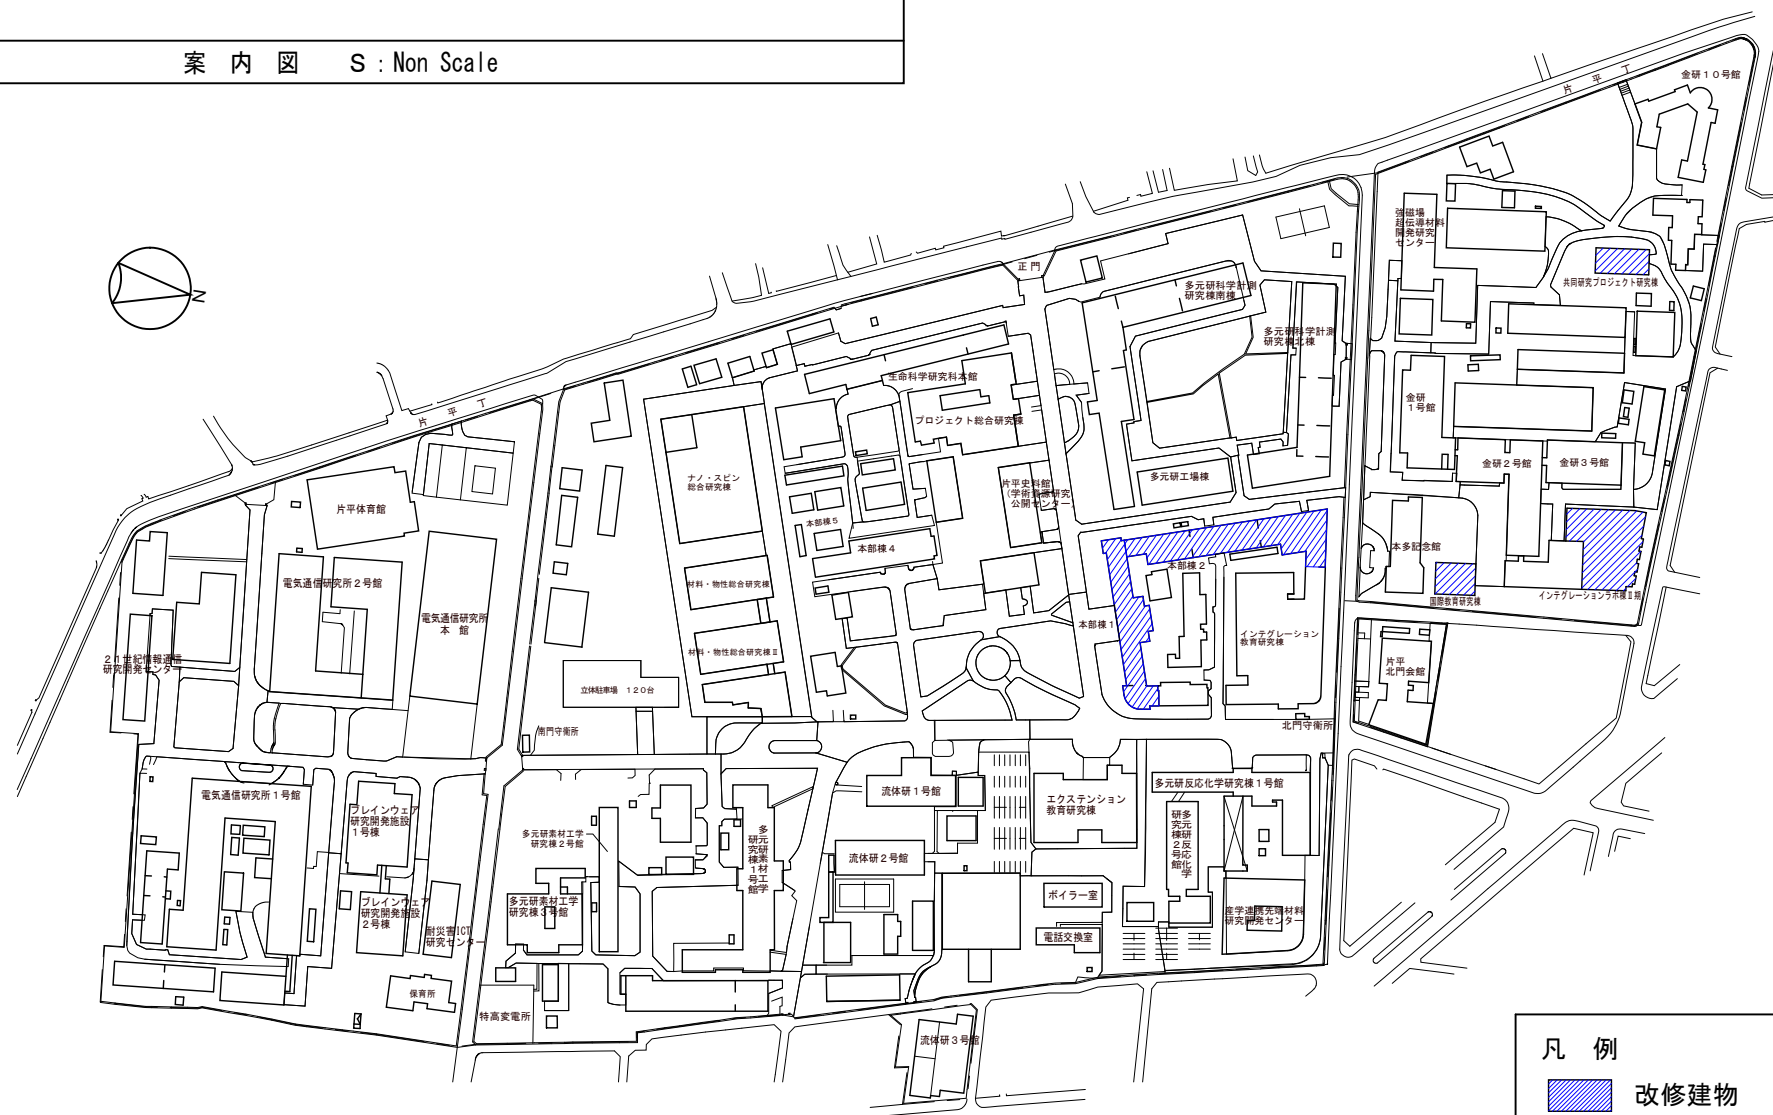 案内図 S:Non Scale
片平丁
金研10号館
強磁場
超伝導材料
開発研究
センター
共同研究プロジェクト研究棟
正門
多元研科学計測
研究棟南棟
多元研科学計測
研究棟北棟
生命科学研究科本館
プロジェクト総合研究棟
金研
1号館
片平丁
金研2号館
金研3号館
多元研工場棟
片平史料館
(学術資源研究
公開センター)
ナノ・スピン
総合研究棟
片平体育館
本部棟5
本部棟4
本多記念館
本部棟2
電気通信研究所2号館
材料・物性総合研究棟
国際教育研究棟
インテグレーションラボ棟Ⅱ期
電気通信研究所
本館
本部棟1
インテグレーション
教育研究棟
材料・物性総合研究棟Ⅱ
21世紀情報通信
研究開発センター
片平
北門会館
立体駐車場 120台
南門守衛所
北門守衛所
電気通信研究所1号館
ブレインウェア
研究開発施設
1号棟
多元研素材工学
研究棟2号館
多元研素材工学
研究棟1号館
流体研1号館
エクステンション
教育研究棟
多元研反応化学研究棟1号館
多元研反応化学
研究棟2号館
流体研2号館
ボイラー室
多元研素材工学
研究棟3号館
ブレインウェア
研究開発施設
2号棟
耐災害ICT
研究センター
産学連携先端材料
研究開発センター
電話交換室
保育所
特高変電所
流体研3号館
N
凡例
改修建物